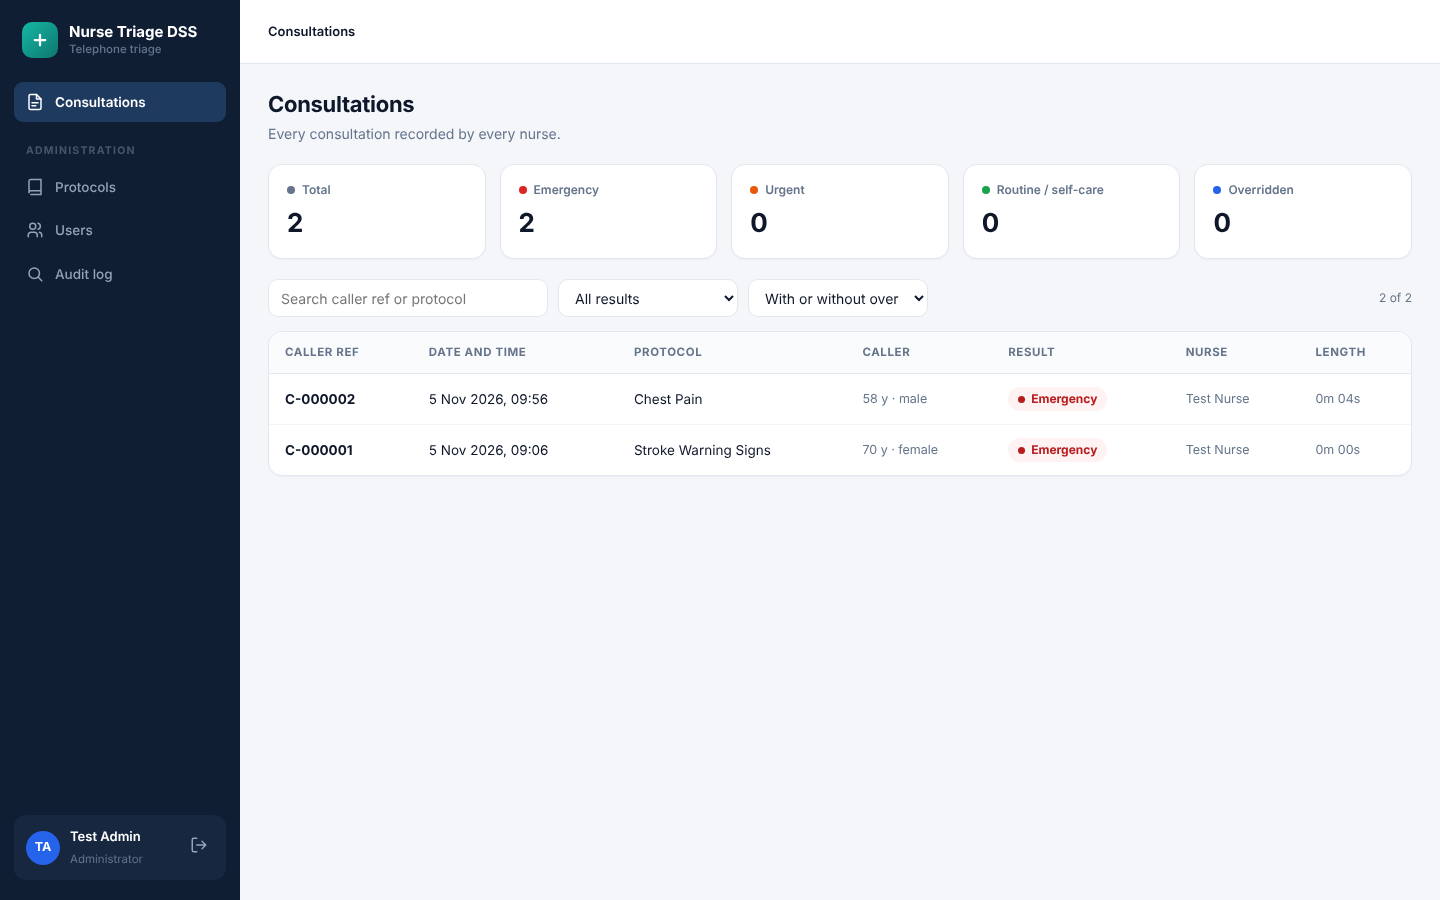 Nurse Triage DSS
Telephone triage
Consultations
ADMINISTRATION
Protocols
Users
Audit log
Test Admin
TA
Administrator
Consultations
Consultations
Every consultation recorded by every nurse.
Total
2
Emergency
2
Urgent
0
Routine / self-care
0
Overridden
0
Search caller ref or protocol
All results
With or without over
2 of 2
CALLER REF DATE AND TIME PROTOCOL CALLER RESULT NURSE LENGTH
C-000002 5 Nov 2026, 09:56 Chest Pain 58 y · male Emergency Test Nurse 0m 04s
C-000001 5 Nov 2026, 09:06 Stroke Warning Signs 70 y · female Emergency Test Nurse 0m 00s